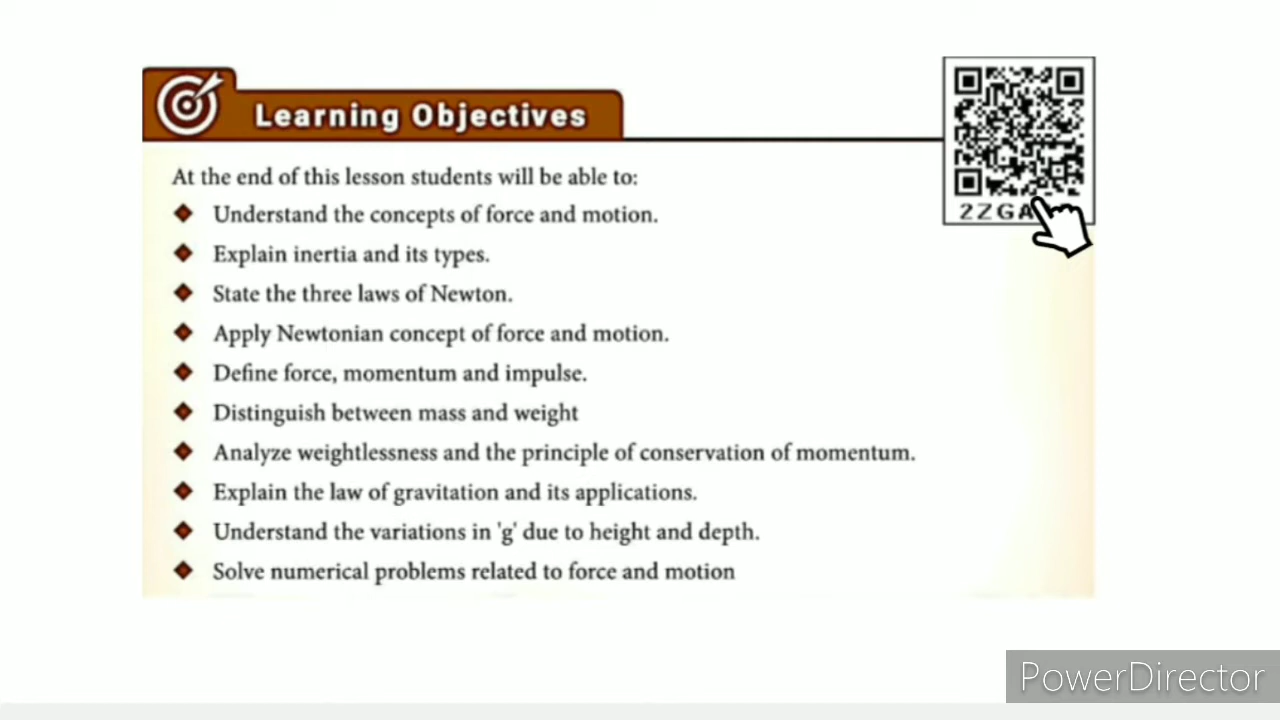 Learning Objectives
At the end of this lesson students will be able to:
Understand the concepts of force and motion.
Explain inertia and its types.
State the three laws of Newton.
Apply Newtonian concept of force and motion.
Define force, momentum and impulse.
Distinguish between mass and weight
Analyze weightlessness and the principle of conservation of momentum.
Explain the law of gravitation and its applications.
Understand the variations in 'g' due to height and depth.
Solve numerical problems related to force and motion
PowerDirector